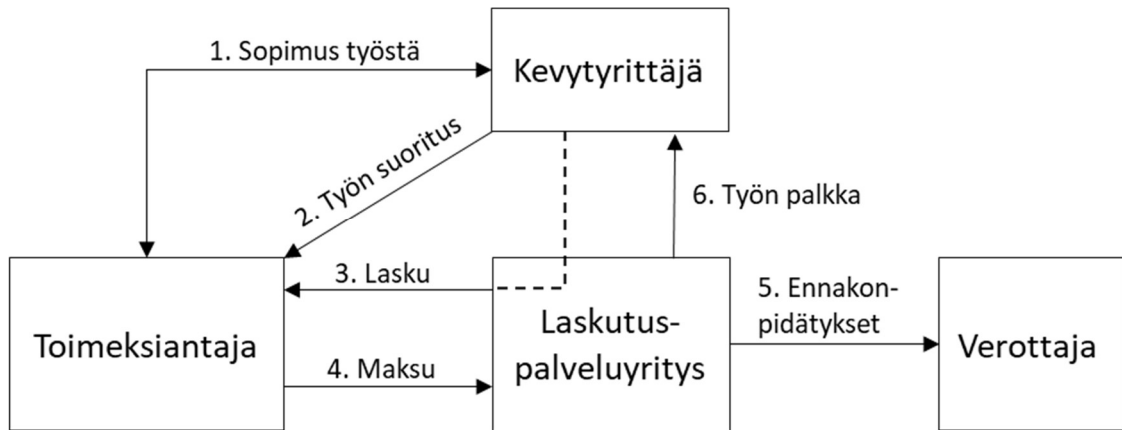 1. Sopimus työstä
Kevytyrittäjä
2. Työn suoritus
6. Työn palkka
3. Lasku
5. Ennakon-
pidätykset
Toimeksiantaja
Laskutus-
palveluyritys
Verottaja
4. Maksu